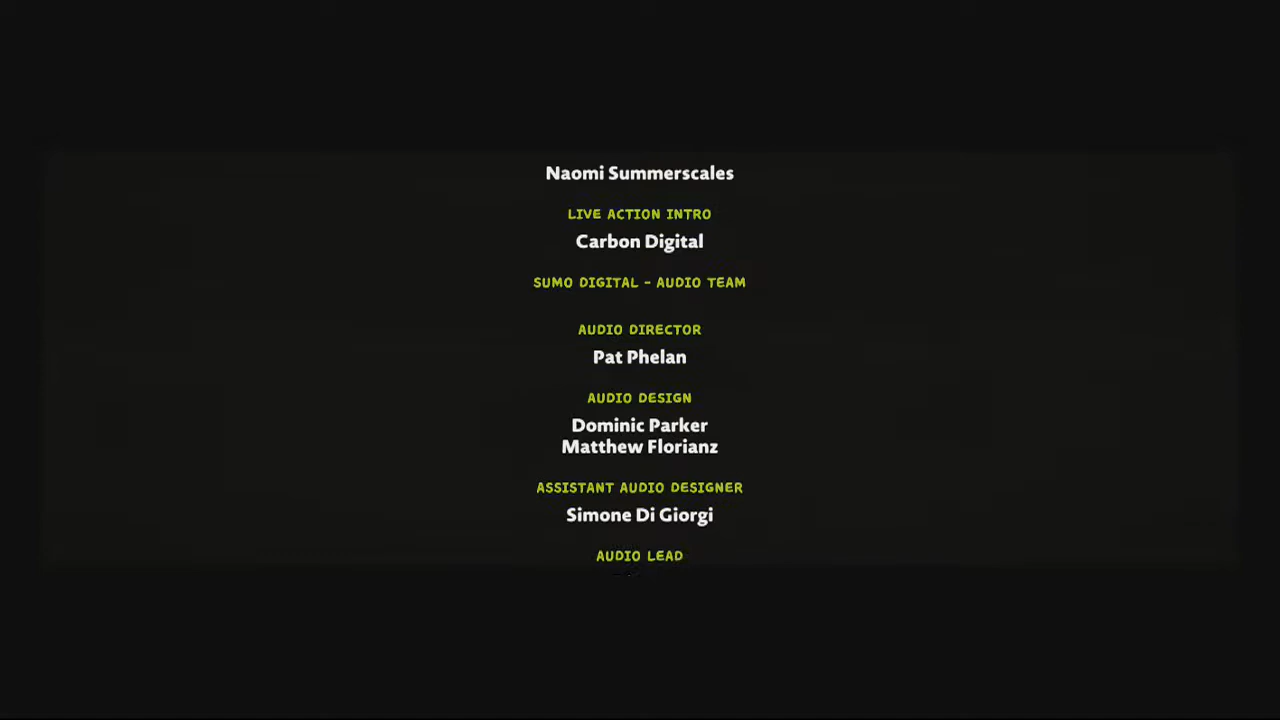 Naomi Summerscales
LIVE ACTION INTRO
Carbon Digital
SUMO DIGITAL - AUDIO TEAM
AUDIO DIRECTOR
Pat Phelan
AUDIO DESIGN
Dominic Parker
Matthew Florianz
ASSISTANT AUDIO DESIGNER
Simone Di Giorgi
AUDIO LEAD